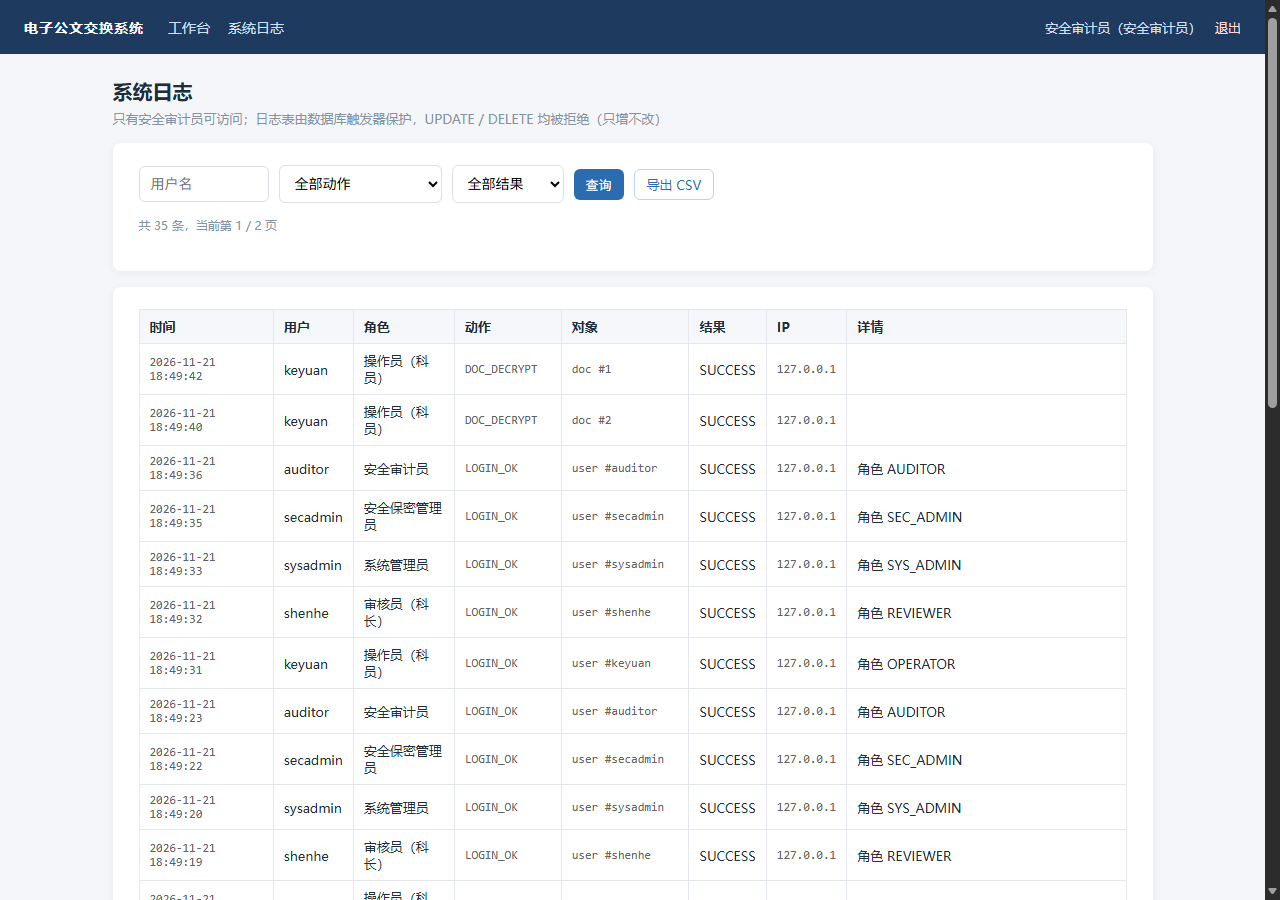 电子公文交换系统 工作台 系统日志 安全审计员（安全审计员） 退出
系统日志
只有安全审计员可访问；日志表由数据库触发器保护，UPDATE / DELETE 均被拒绝（只增不改）
用户名 全部动作 全部结果 查询 导出 CSV
共 35 条，当前第 1 / 2 页
时间 用户 角色 动作 对象 结果 IP 详情
2026-11-21
18:49:42 keyuan 操作员（科
员） DOC_DECRYPT doc #1 SUCCESS 127.0.0.1
2026-11-21
18:49:40 keyuan 操作员（科
员） DOC_DECRYPT doc #2 SUCCESS 127.0.0.1
2026-11-21
18:49:36 auditor 安全审计员 LOGIN_OK user #auditor SUCCESS 127.0.0.1 角色 AUDITOR
2026-11-21
18:49:35 secadmin 安全保密管理
员 LOGIN_OK user #secadmin SUCCESS 127.0.0.1 角色 SEC_ADMIN
2026-11-21
18:49:33 sysadmin 系统管理员 LOGIN_OK user #sysadmin SUCCESS 127.0.0.1 角色 SYS_ADMIN
2026-11-21
18:49:32 shenhe 审核员（科
长） LOGIN_OK user #shenhe SUCCESS 127.0.0.1 角色 REVIEWER
2026-11-21
18:49:31 keyuan 操作员（科
员） LOGIN_OK user #keyuan SUCCESS 127.0.0.1 角色 OPERATOR
2026-11-21
18:49:23 auditor 安全审计员 LOGIN_OK user #auditor SUCCESS 127.0.0.1 角色 AUDITOR
2026-11-21
18:49:22 secadmin 安全保密管理
员 LOGIN_OK user #secadmin SUCCESS 127.0.0.1 角色 SEC_ADMIN
2026-11-21
18:49:20 sysadmin 系统管理员 LOGIN_OK user #sysadmin SUCCESS 127.0.0.1 角色 SYS_ADMIN
2026-11-21
18:49:19 shenhe 审核员（科
长） LOGIN_OK user #shenhe SUCCESS 127.0.0.1 角色 REVIEWER
2026-11-21 操作员（科